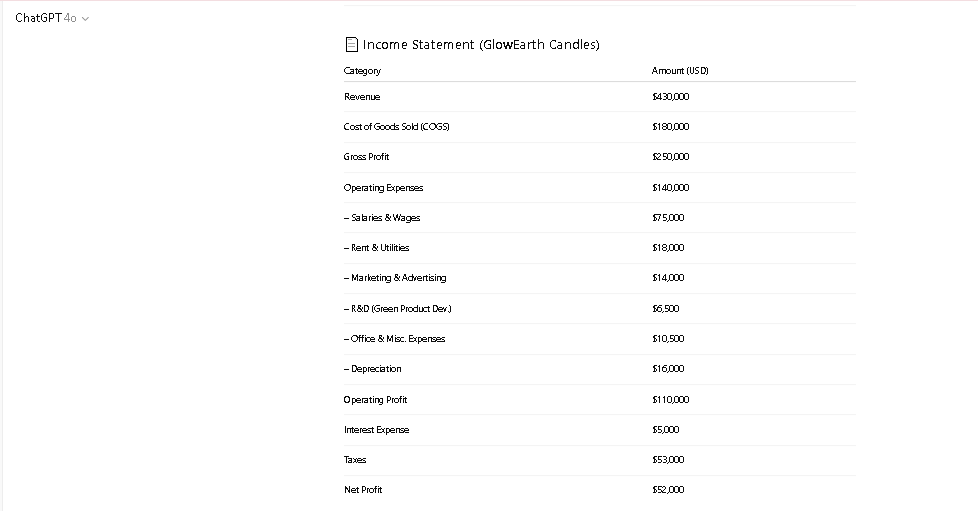 ChatGPT 4o
Income Statement (GlowEarth Candles)
Category Amount (USD)
Revenue $430,000
Cost of Goods Sold (COGS) $180,000
Gross Profit $250,000
Operating Expenses $140,000
– Salaries & Wages $75,000
– Rent & Utilities $18,000
– Marketing & Advertising $14,000
– R&D (Green Product Dev.) $6,500
– Office & Misc. Expenses $10,500
– Depreciation $16,000
Operating Profit $110,000
Interest Expense $5,000
Taxes $53,000
Net Profit $52,000